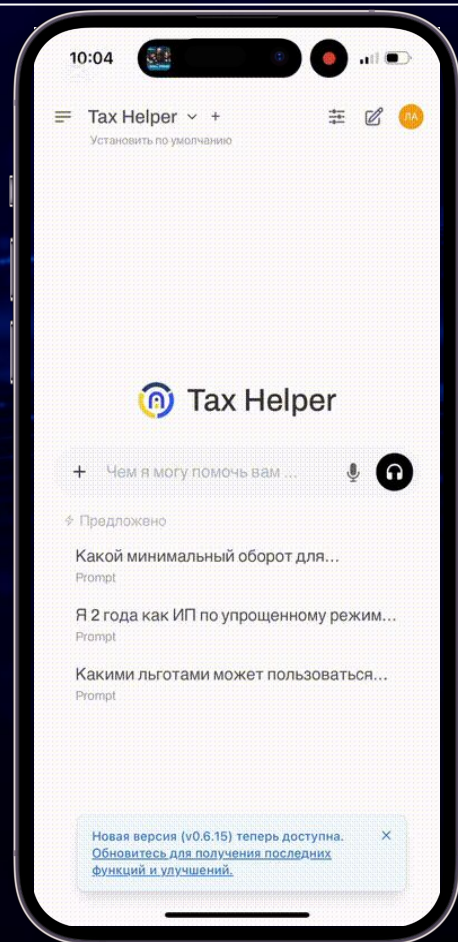 10:04
Tax Helper
Установить по умолчанию
ЛА
Tax Helper
Чем я могу помочь вам ...
Предложено
Какой минимальный оборот для...
Prompt
Я 2 года как ИП по упрощенному режим...
Prompt
Какими льготами может пользоваться...
Prompt
Новая версия (v0.6.15) теперь доступна.
Обновитесь для получения последних
функций и улучшений.